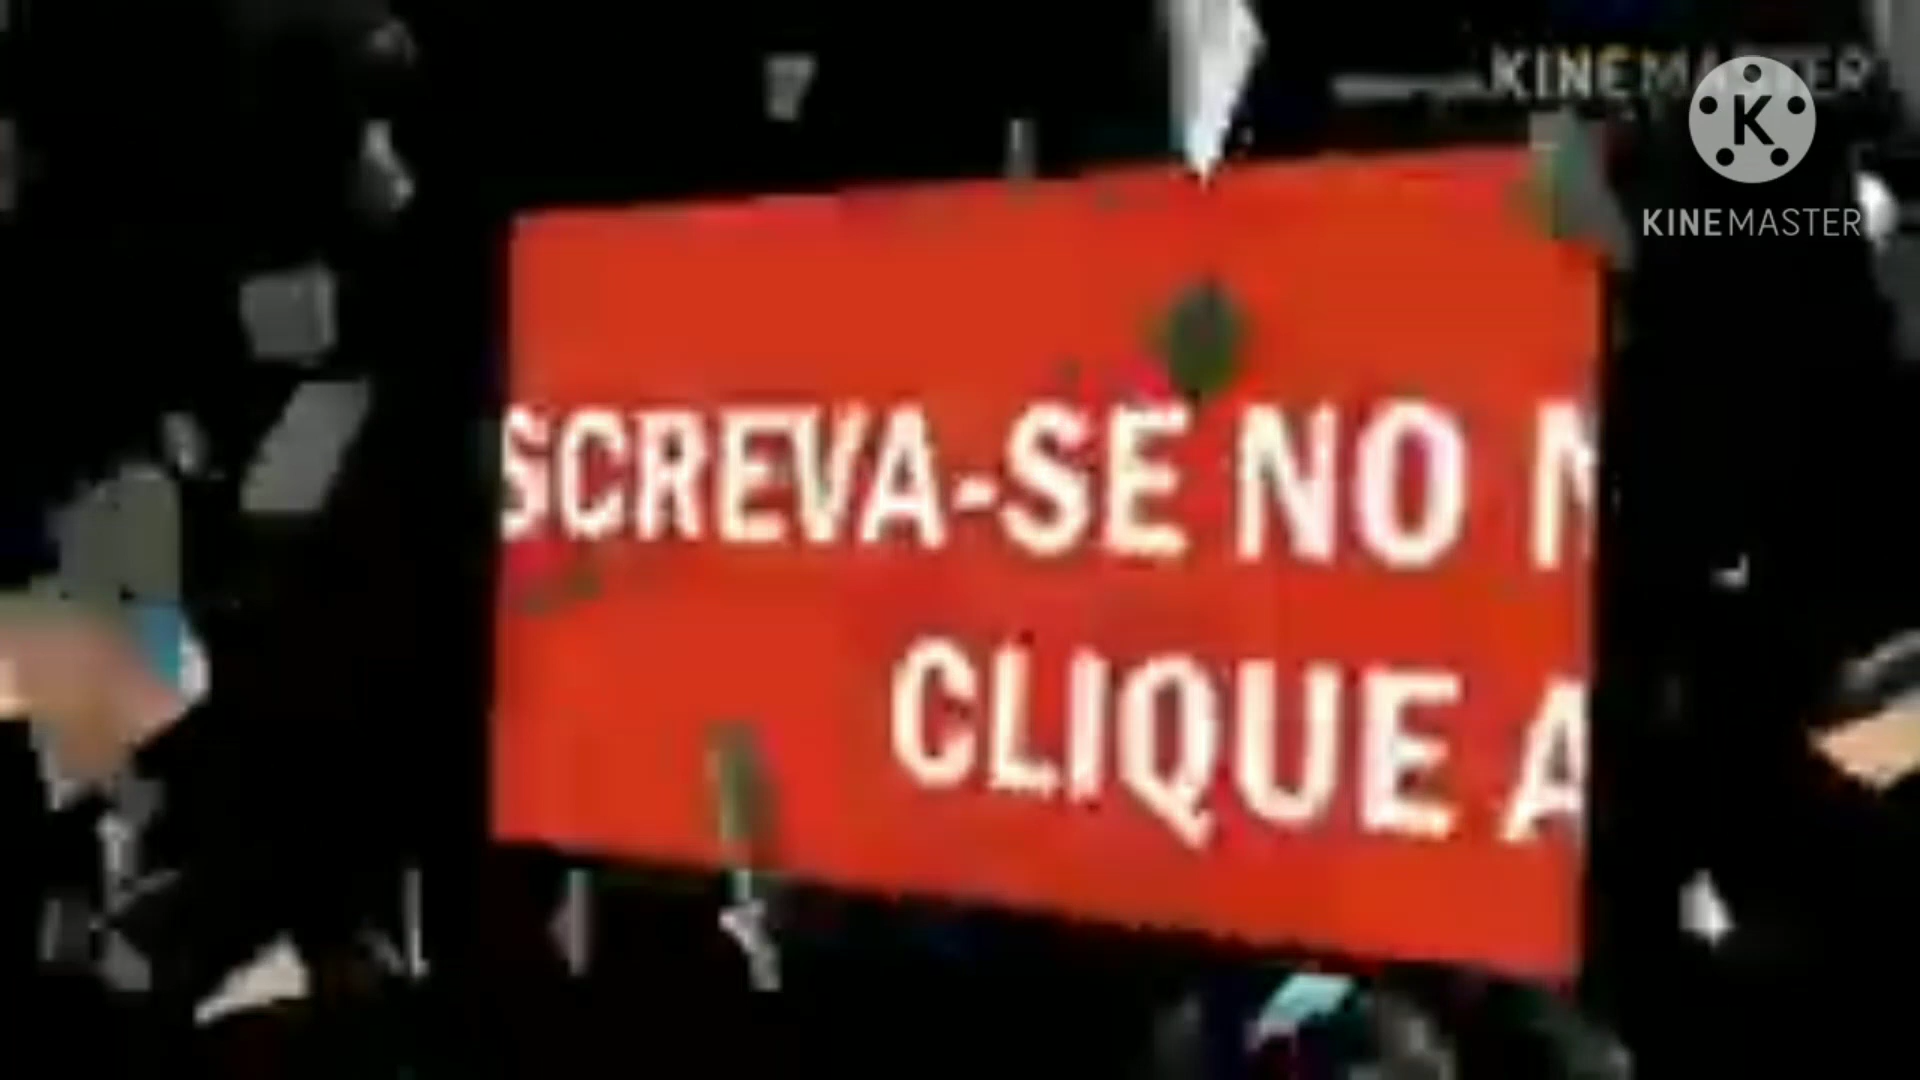 KINEMASTER
K
KINEMASTER
SCREVA-SE NO N
CLIQUE A